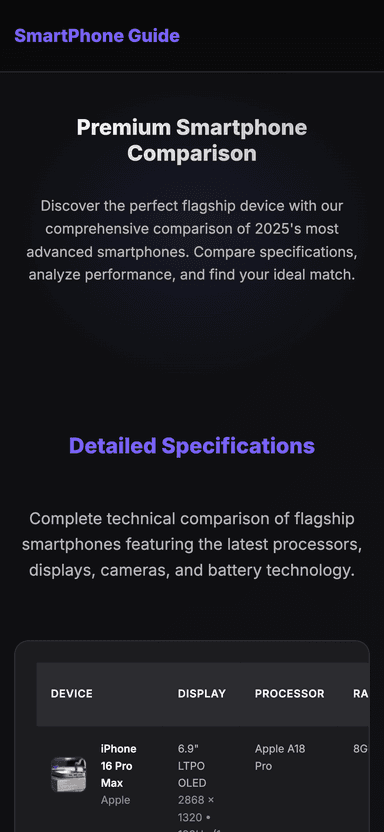 SmartPhone Guide
Premium Smartphone
Comparison
Discover the perfect flagship device with our
comprehensive comparison of 2025's most
advanced smartphones. Compare specifications,
analyze performance, and find your ideal match.
Detailed Specifications
Complete technical comparison of flagship
smartphones featuring the latest processors,
displays, cameras, and battery technology.
DEVICE DISPLAY PROCESSOR RA
iPhone 6.9" Apple A18 8G
16 Pro LTPO Pro
Max OLED
Apple 2868 ×
1320 •